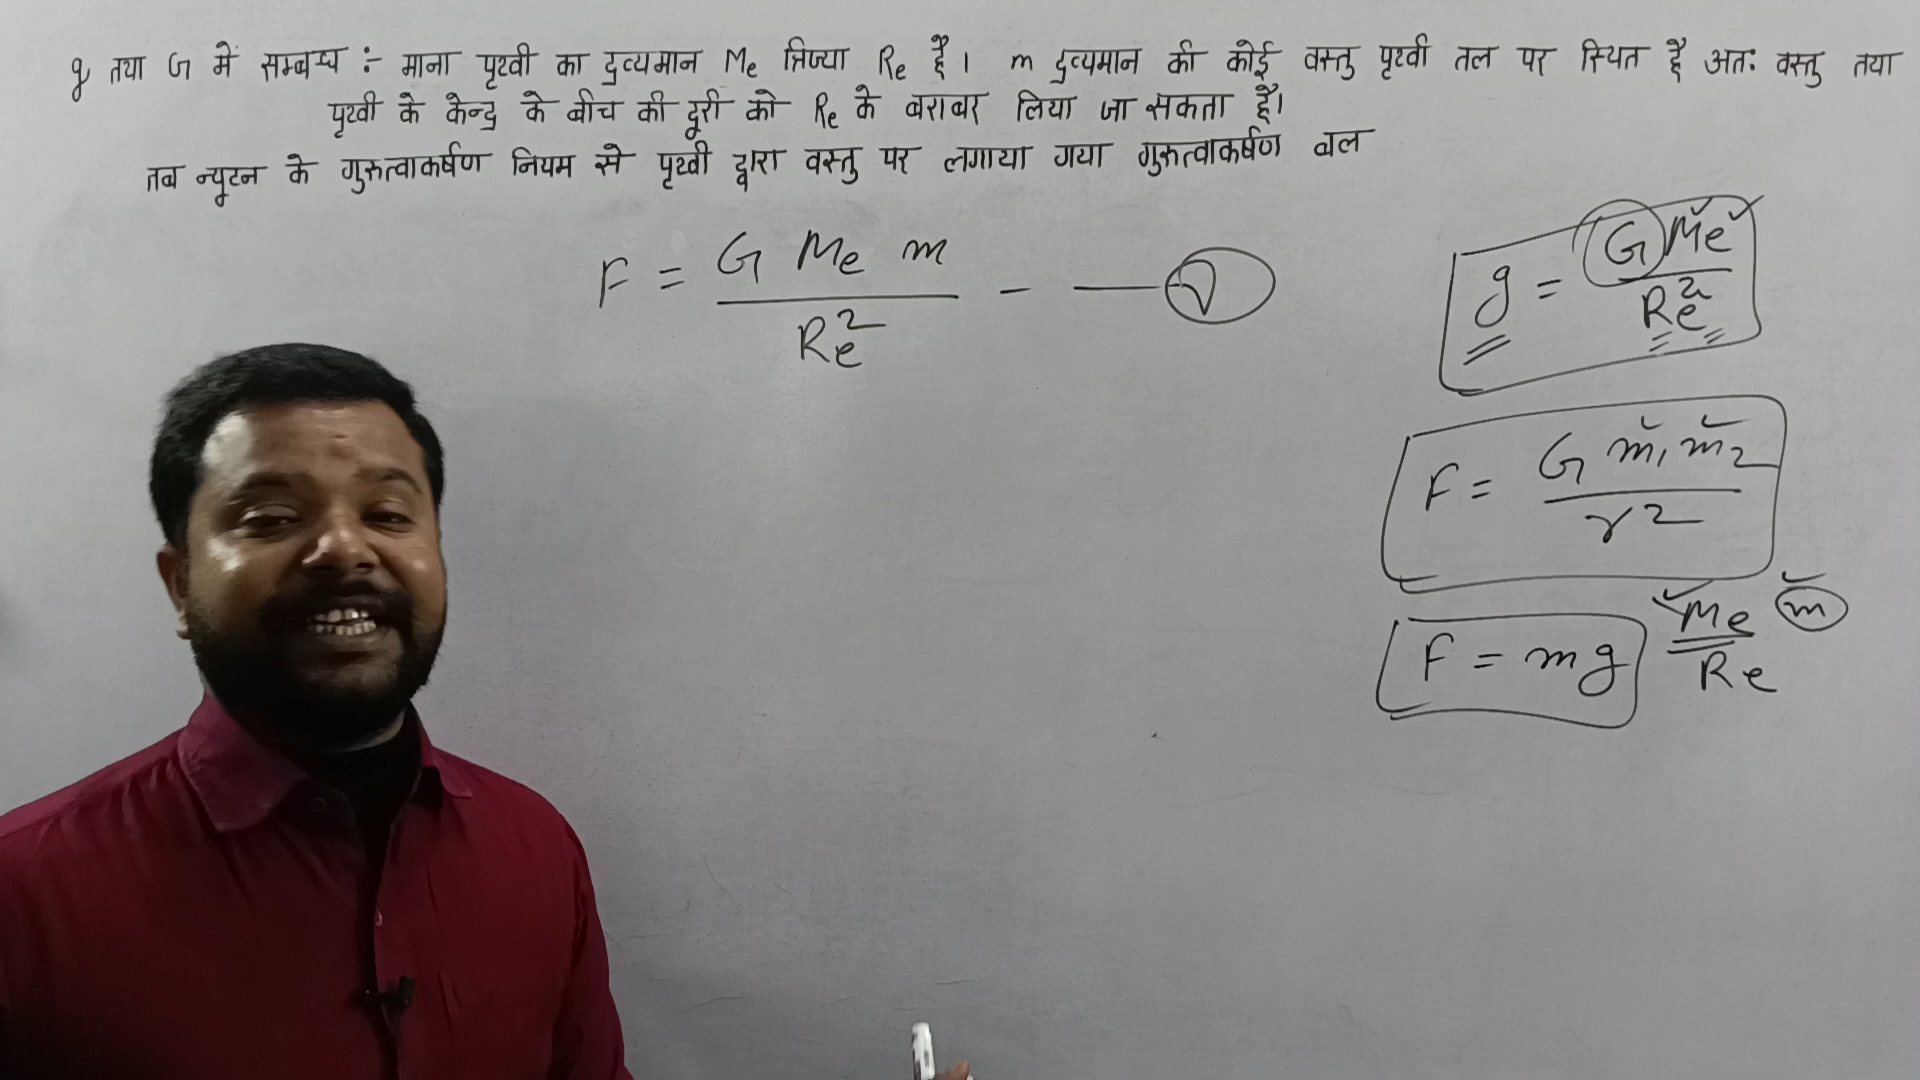 g तथा G में सम्बन्ध :- माना पृथ्वी का द्रव्यमान Me त्रिज्या Re है। m द्रव्यमान की कोई वस्तु पृथ्वी तल पर स्थित है अतः वस्तु तथा
पृथ्वी के केन्द्र के बीच की दूरी को Re के बराबर लिया जा सकता है।
तब न्यूटन के गुरुत्वाकर्षण नियम से पृथ्वी द्वारा वस्तु पर लगाया गया गुरुत्वाकर्षण बल
F = G Me m / Re² - —
g = G Me / Re²
F = G m₁ m₂ / r²
F = mg
Me m
Re